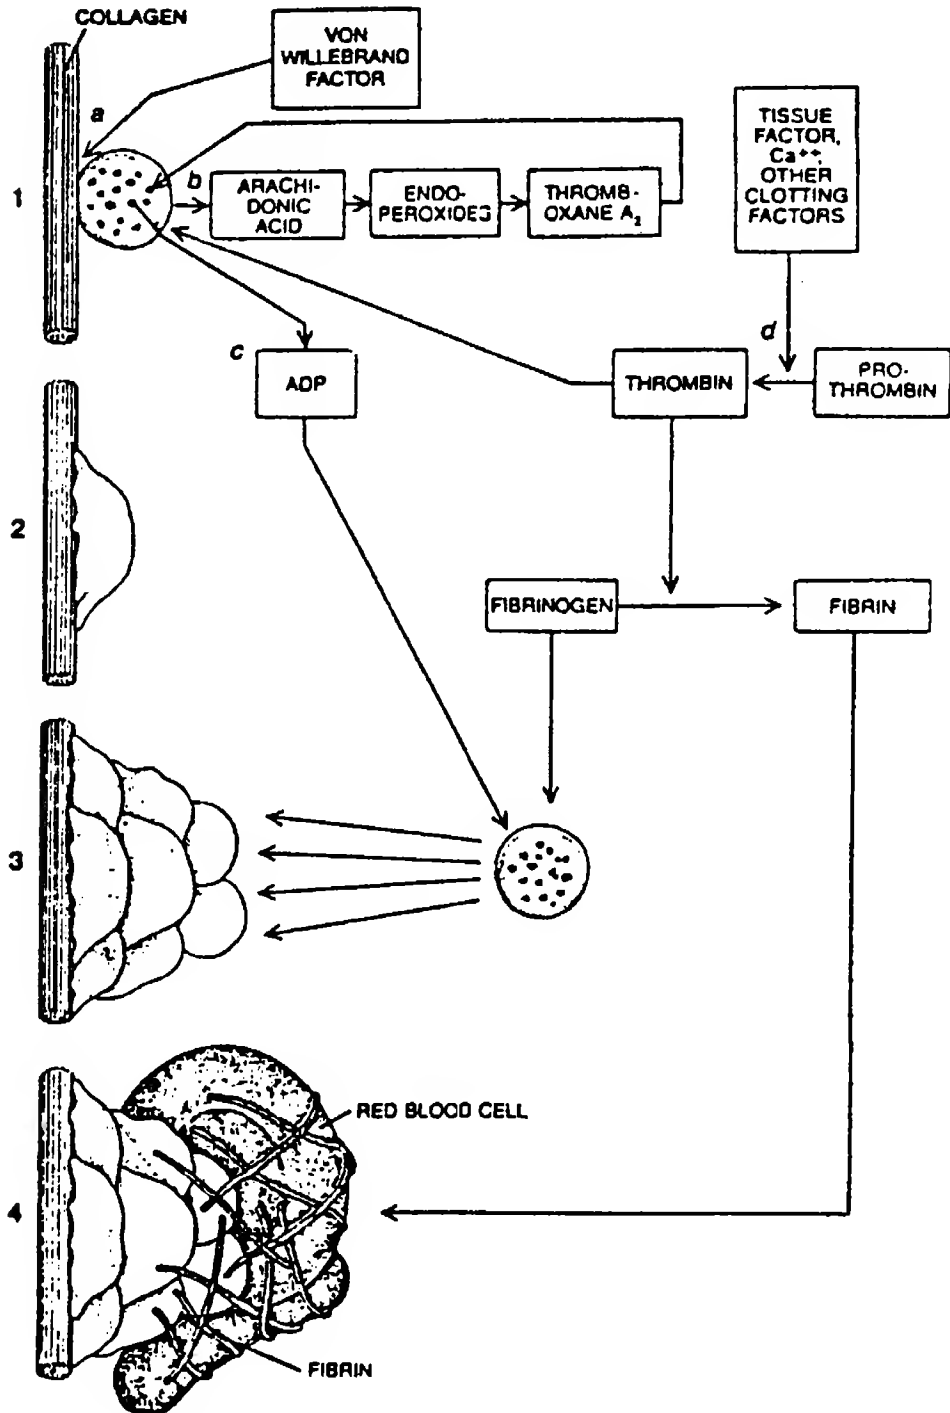 COLLAGEN
VON
WILLEBRAND
FACTOR
a
TISSUE
FACTOR,
Ca⁺⁺,
OTHER
CLOTTING
FACTORS
1
b
ARACHI-
DONIC
ACID
ENDO-
PEROXIDES
THROMB-
OXANE A₂
c
ADP
d
THROMBIN
PRO-
THROMBIN
2
FIBRINOGEN
FIBRIN
3
RED BLOOD CELL
4
FIBRIN